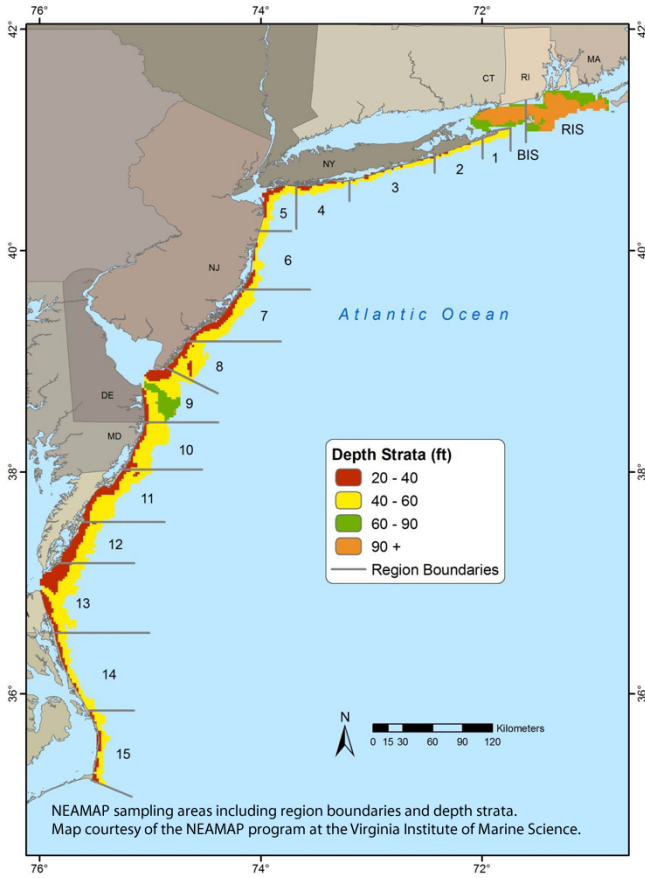 76°
74°
72°
42°
42°
CT
RI
MA
RIS
BIS
NY
1
2
3
4
5
40°
40°
6
NJ
7
Atlantic Ocean
8
DE
9
MD
10
38°
38°
11
12
13
14
15
Depth Strata (ft)
20 - 40
40 - 60
60 - 90
90 +
Region Boundaries
36°
36°
N
Kilometers
0 15 30 60 90 120
NEAMAP sampling areas including region boundaries and depth strata.
Map courtesy of the NEAMAP program at the Virginia Institute of Marine Science.
76°
74°
72°